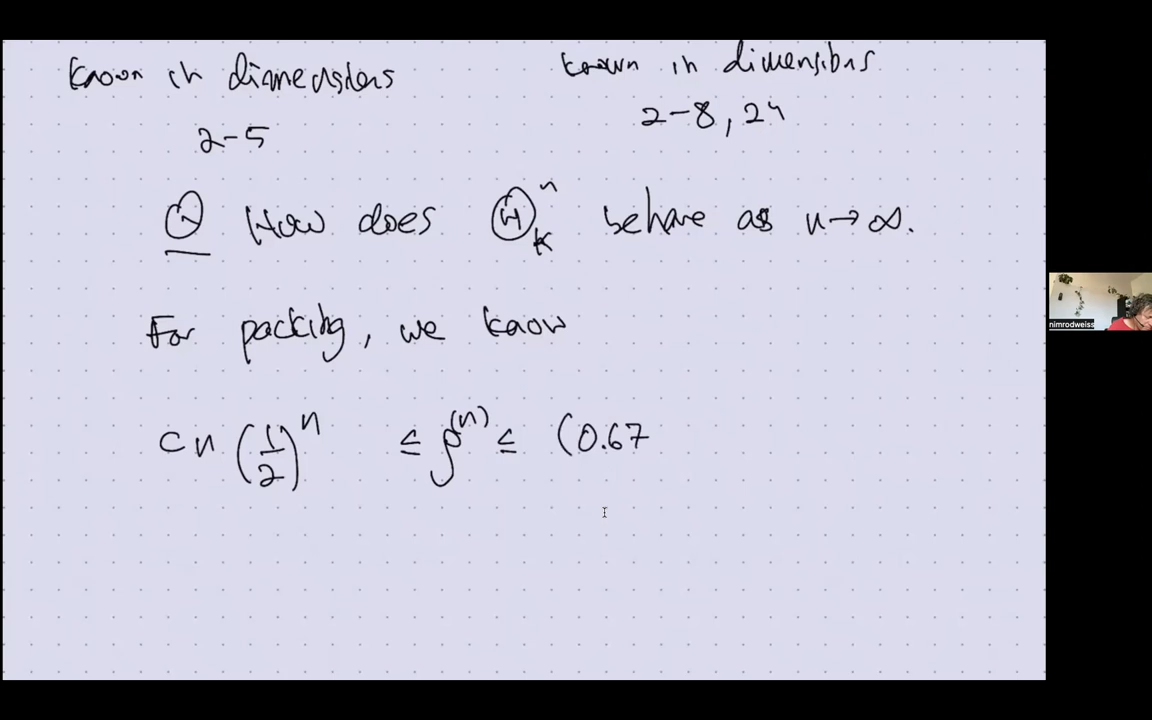 Known in dimensions
known in dimensions
2-5
2-8, 24
Q How does Θ_K^n behave as n→∞.
For packing, we know
c n (1/2)^n ≤ ρ^(n) ≤ (0.67
nimrodweiss